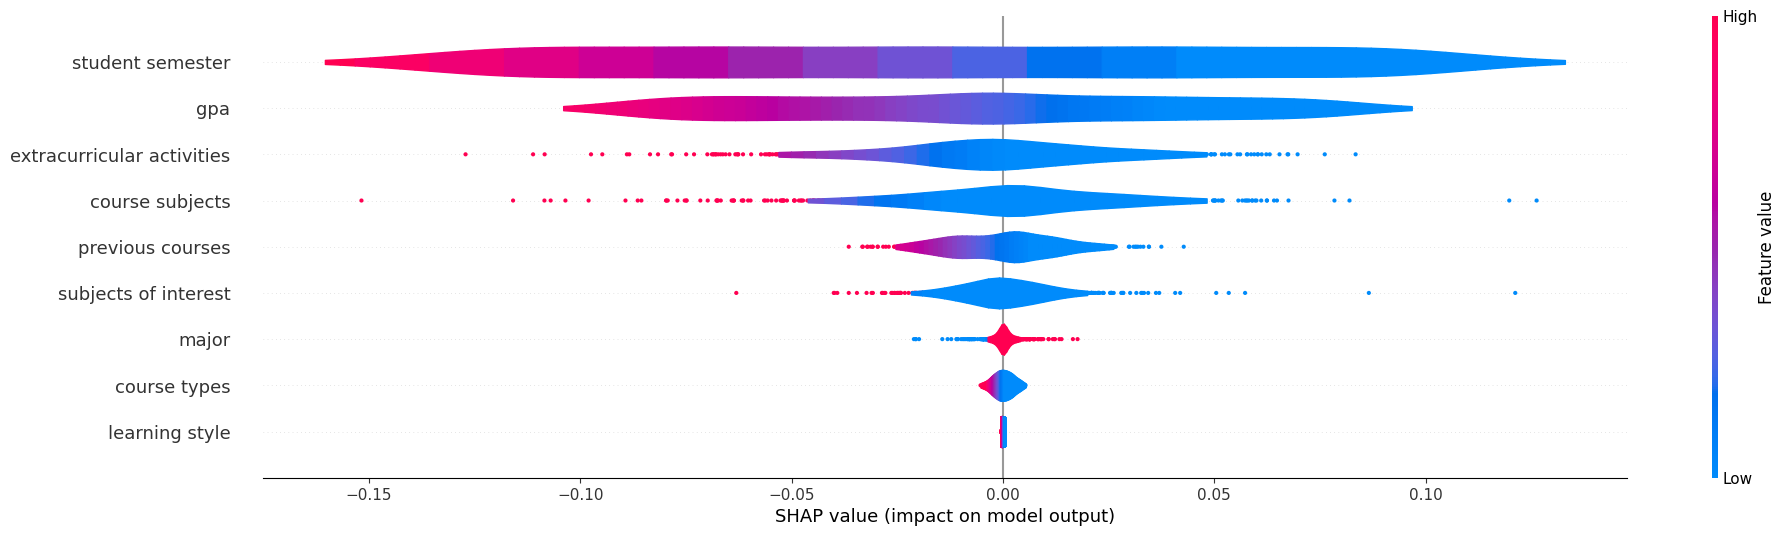 student semester
gpa
extracurricular activities
course subjects
previous courses
subjects of interest
major
course types
learning style
−0.15 −0.10 −0.05 0.00 0.05 0.10
SHAP value (impact on model output)
High
Feature value
Low